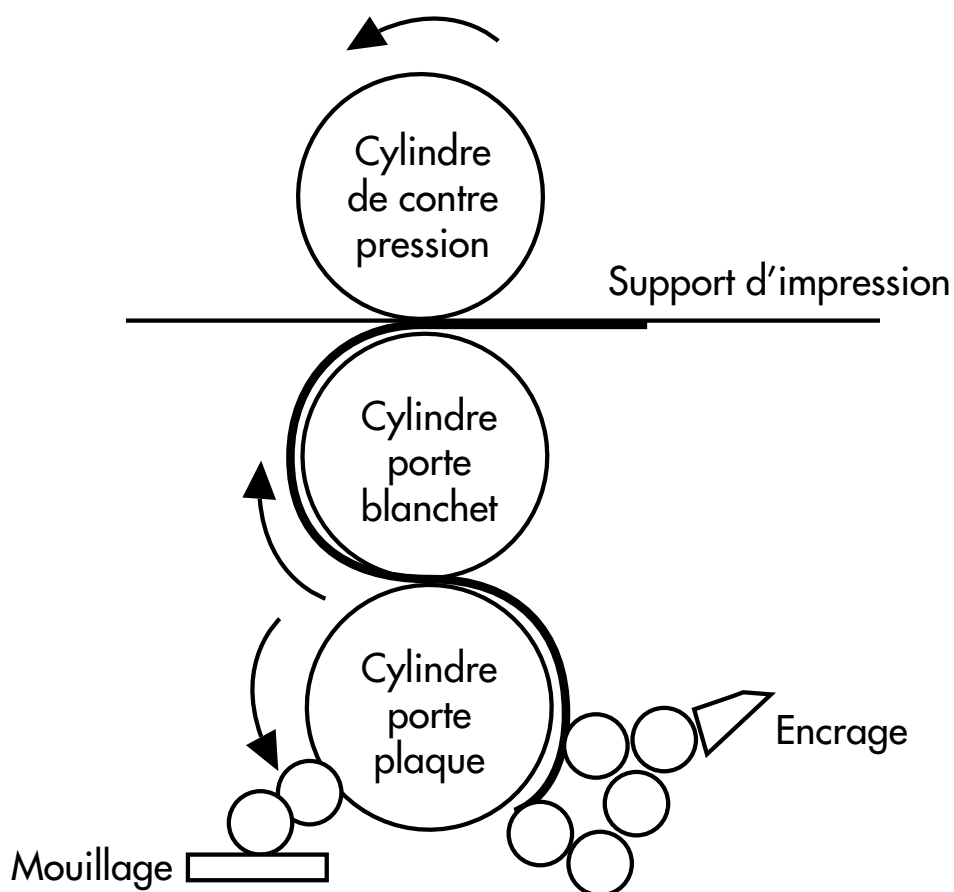 Cylindre
de contre
pression
Support d'impression
Cylindre
porte
blanchet
Cylindre
porte
plaque
Encrage
Mouillage